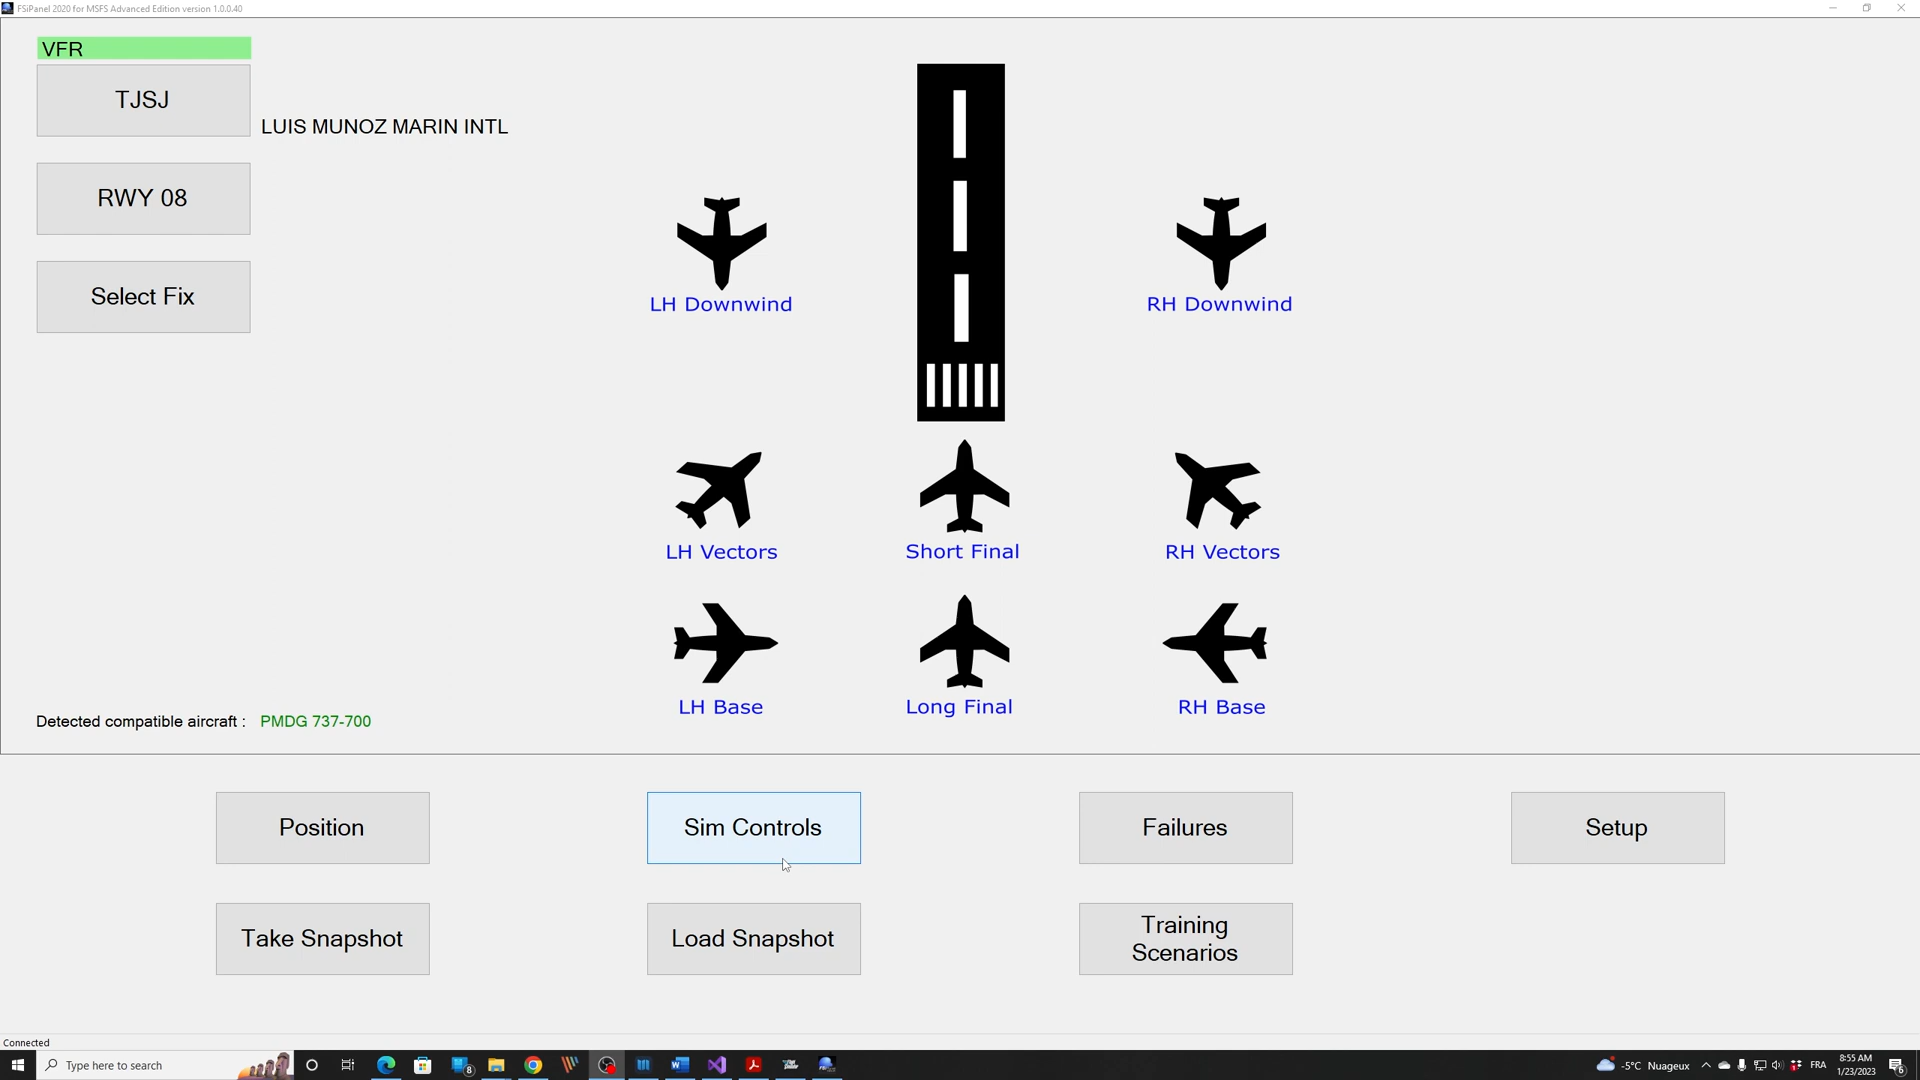 FSiPanel 2020 for MSFS Advanced Edition version 1.0.0.40
VFR
TJSJ
LUIS MUNOZ MARIN INTL
RWY 08
Select Fix
LH Downwind
RH Downwind
LH Vectors
Short Final
RH Vectors
LH Base
Long Final
RH Base
Detected compatible aircraft : PMDG 737-700
Position
Sim Controls
Failures
Setup
Take Snapshot
Load Snapshot
Training
Scenarios
Connected
Type here to search
8
-5°C Nuageux
FRA
8:55 AM
1/23/2023
6